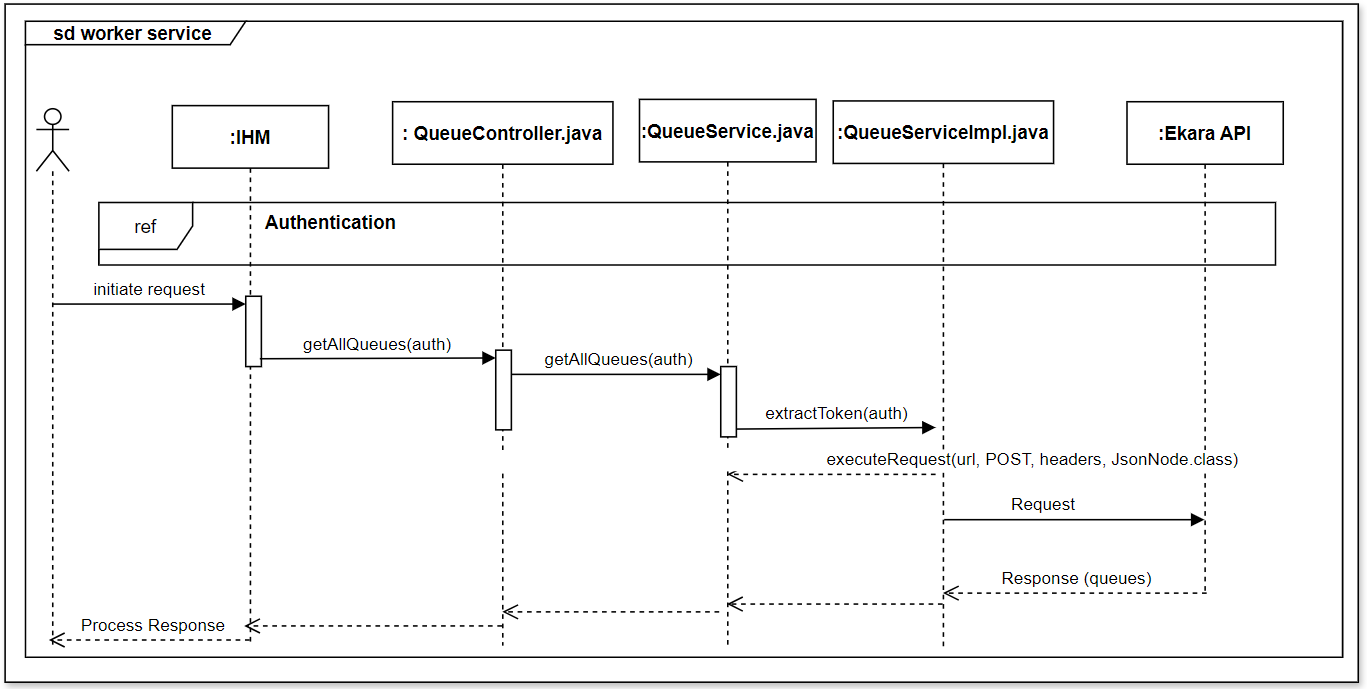 sd worker service
:IHM
: QueueController.java
:QueueService.java
:QueueServiceImpl.java
:Ekara API
ref
Authentication
initiate request
getAllQueues(auth)
getAllQueues(auth)
extractToken(auth)
executeRequest(url, POST, headers, JsonNode.class)
Request
Response (queues)
Process Response